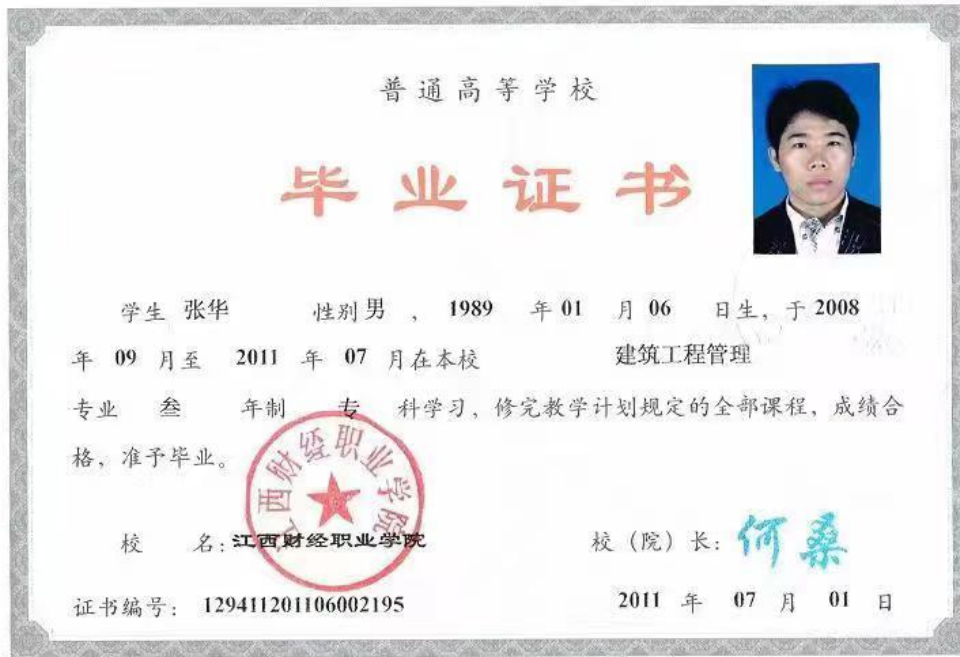 普通高等学校
毕业证书
学生 张华 性别 男 ， 1989 年 01 月 06 日生，于 2008
年 09 月至 2011 年 07 月在本校 建筑工程管理
专业 叁 年制 专 科学习，修完教学计划规定的全部课程，成绩合
格，准予毕业。
江西财经职业学院
校 名：江西财经职业学院 校（院）长：何桑
证书编号： 129411201106002195 2011 年 07 月 01 日